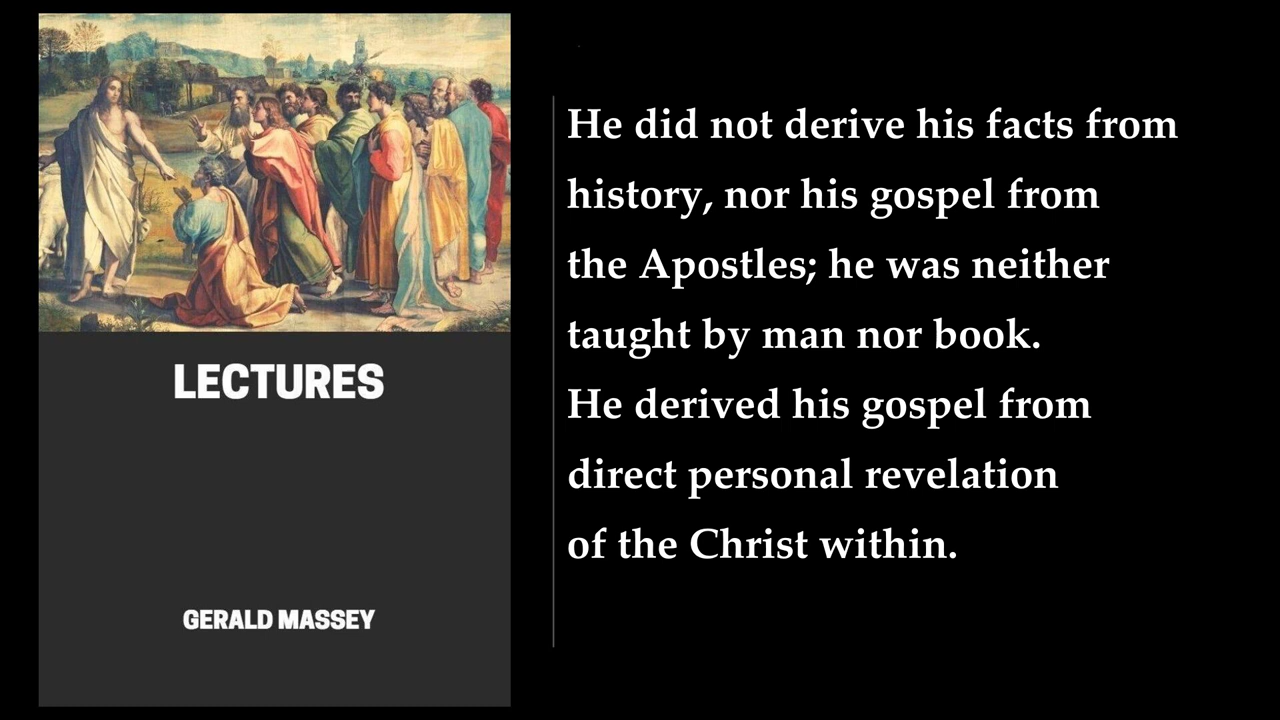 LECTURES
GERALD MASSEY
He did not derive his facts from
history, nor his gospel from
the Apostles; he was neither
taught by man nor book.
He derived his gospel from
direct personal revelation
of the Christ within.